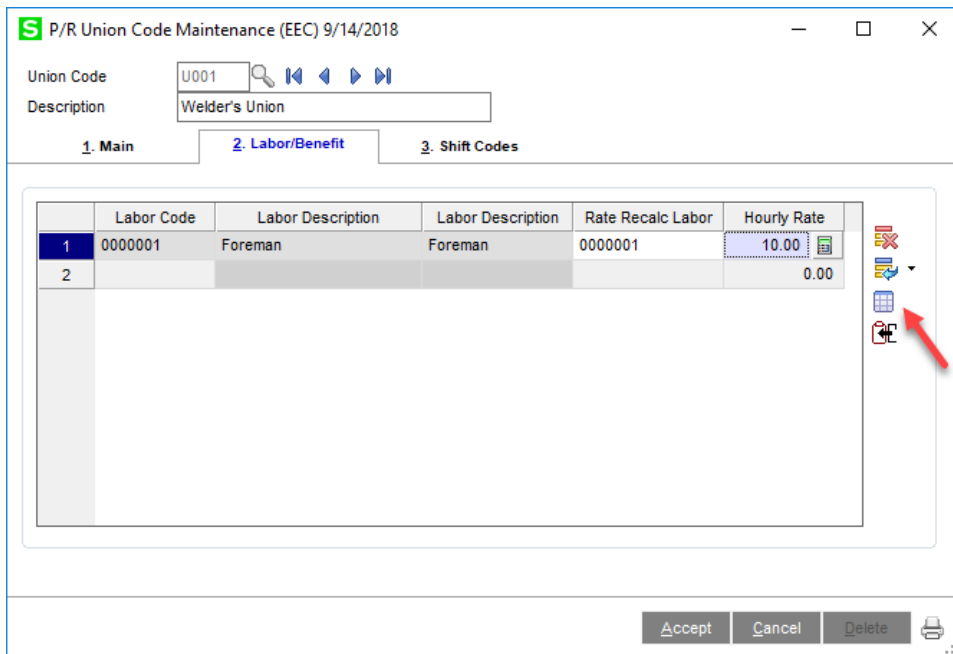 S P/R Union Code Maintenance (EEC) 9/14/2018
Union Code U001
Description Welder's Union
1. Main 2. Labor/Benefit 3. Shift Codes
Labor Code Labor Description Labor Description Rate Recalc Labor Hourly Rate
1 0000001 Foreman Foreman 0000001 10.00
2 0.00
Accept Cancel Delete